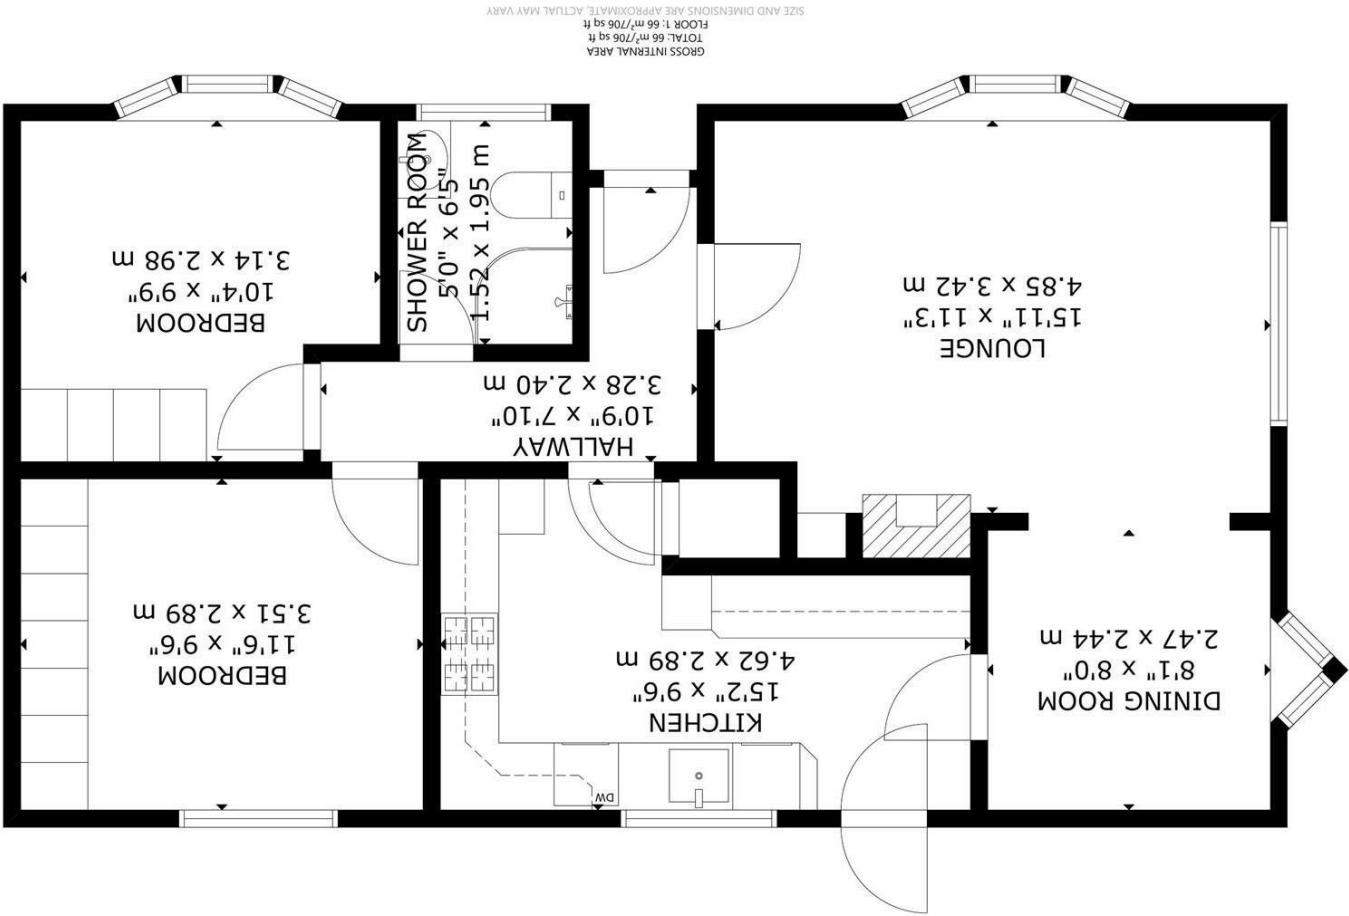 BEDROOM
11'6" x 9'6"
3.51 x 2.89 m
KITCHEN
15'2" x 9'6"
4.62 x 2.89 m
DW
DINING ROOM
8'1" x 8'0"
2.47 x 2.44 m
HALLWAY
10'9" x 7'10"
3.28 x 2.40 m
LOUNGE
15'11" x 11'3"
4.85 x 3.42 m
BEDROOM
10'4" x 9'9"
3.14 x 2.98 m
SHOWER ROOM
5'0" x 6'5"
1.52 x 1.95 m
GROSS INTERNAL AREA
TOTAL: 66 m²/706 sq ft
FLOOR 1: 66 m²/706 sq ft
SIZE AND DIMENSIONS ARE APPROXIMATE, ACTUAL MAY VARY